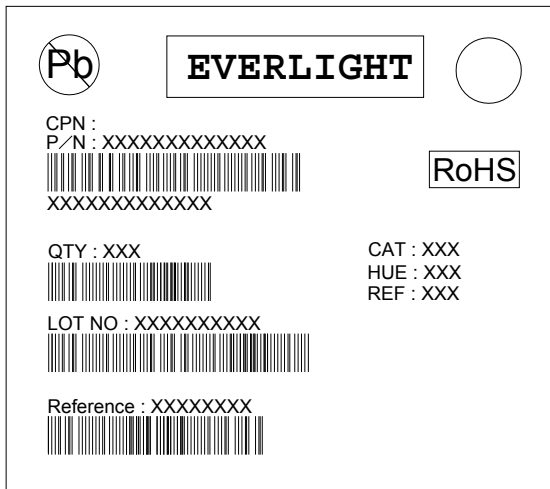 Pb
EVERLIGHT
CPN :
P/N : XXXXXXXXXXXXX
RoHS
XXXXXXXXXXXXX
QTY : XXX
CAT : XXX
HUE : XXX
REF : XXX
LOT NO : XXXXXXXXXX
Reference : XXXXXXXX